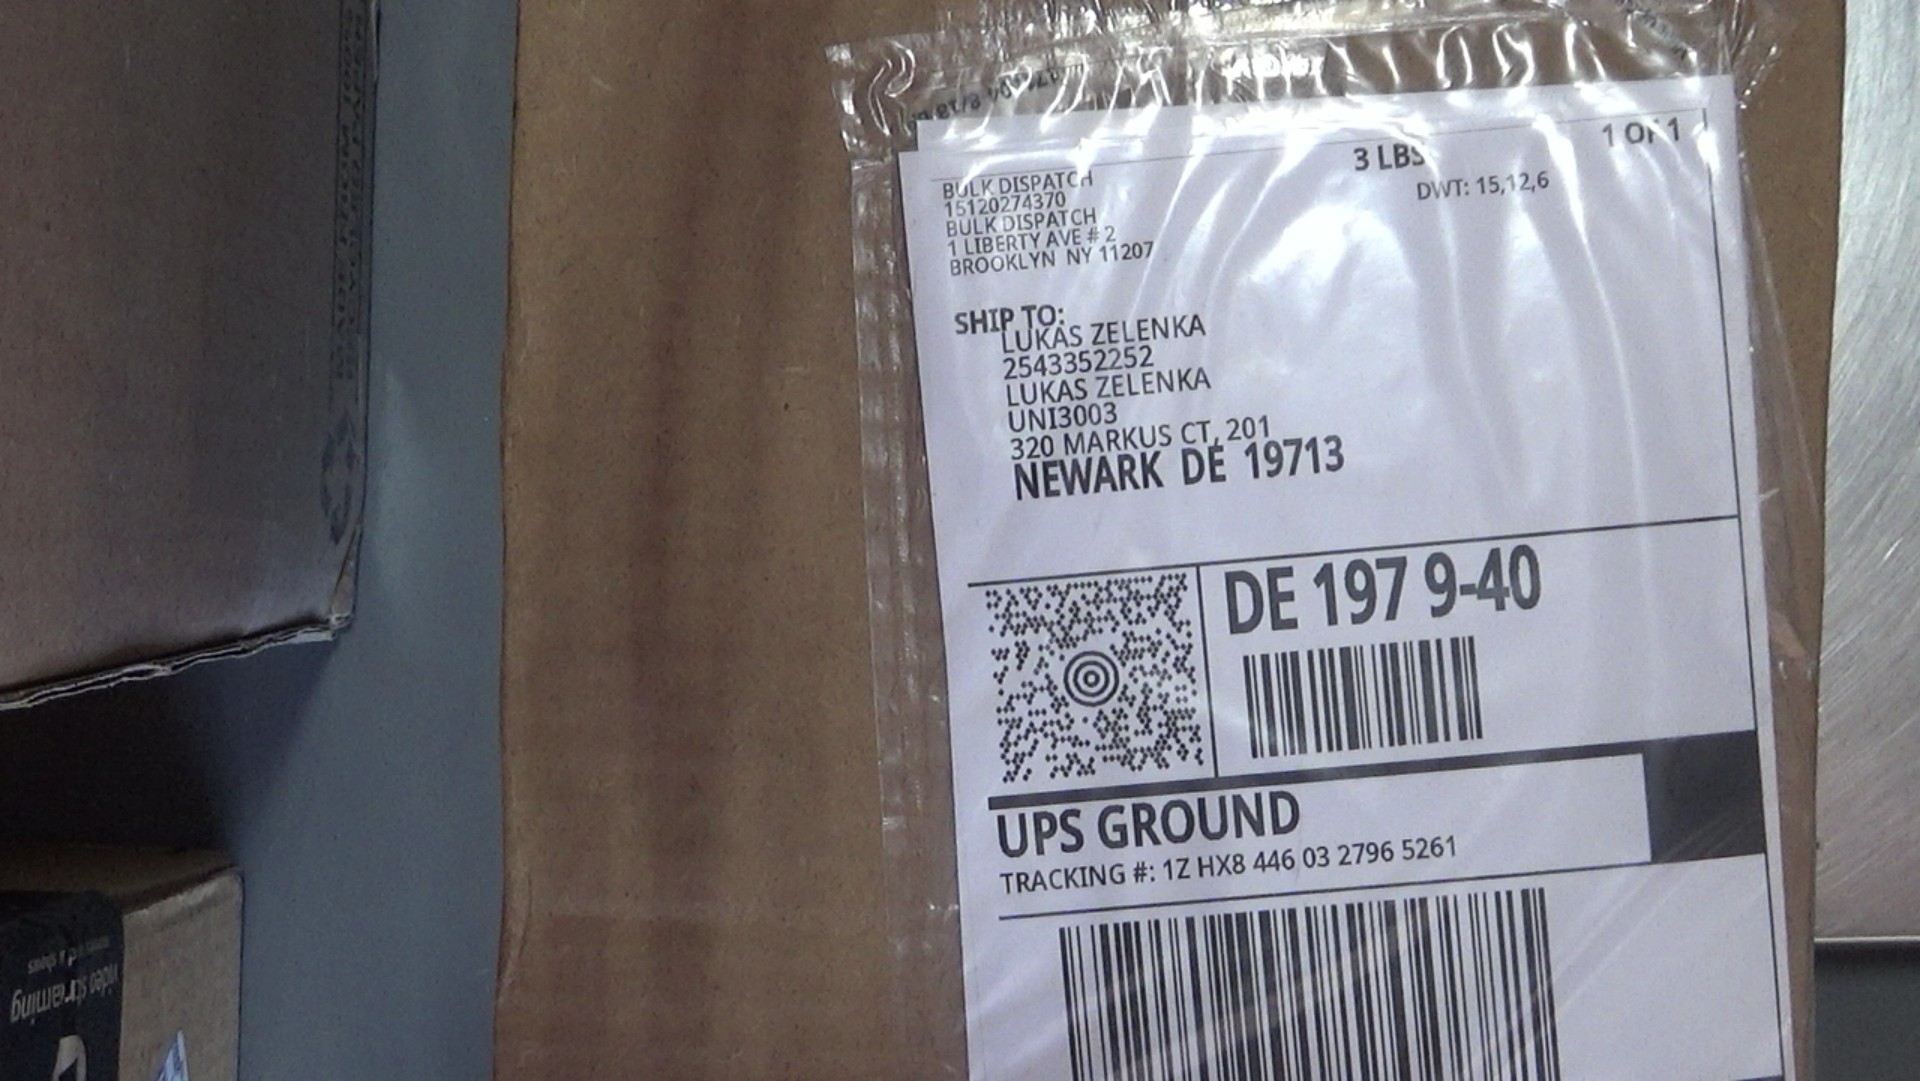 1 OF 1
3 LBS
DWT: 15,12,6
BULK DISPATCH
15120274370
BULK DISPATCH
1 LIBERTY AVE # 2
BROOKLYN NY 11207
SHIP TO:
LUKAS ZELENKA
2543352252
LUKAS ZELENKA
UNI3003
320 MARKUS CT, 201
NEWARK DE 19713
DE 197 9-40
UPS GROUND
TRACKING #: 1Z HX8 446 03 2796 5261
video streaming